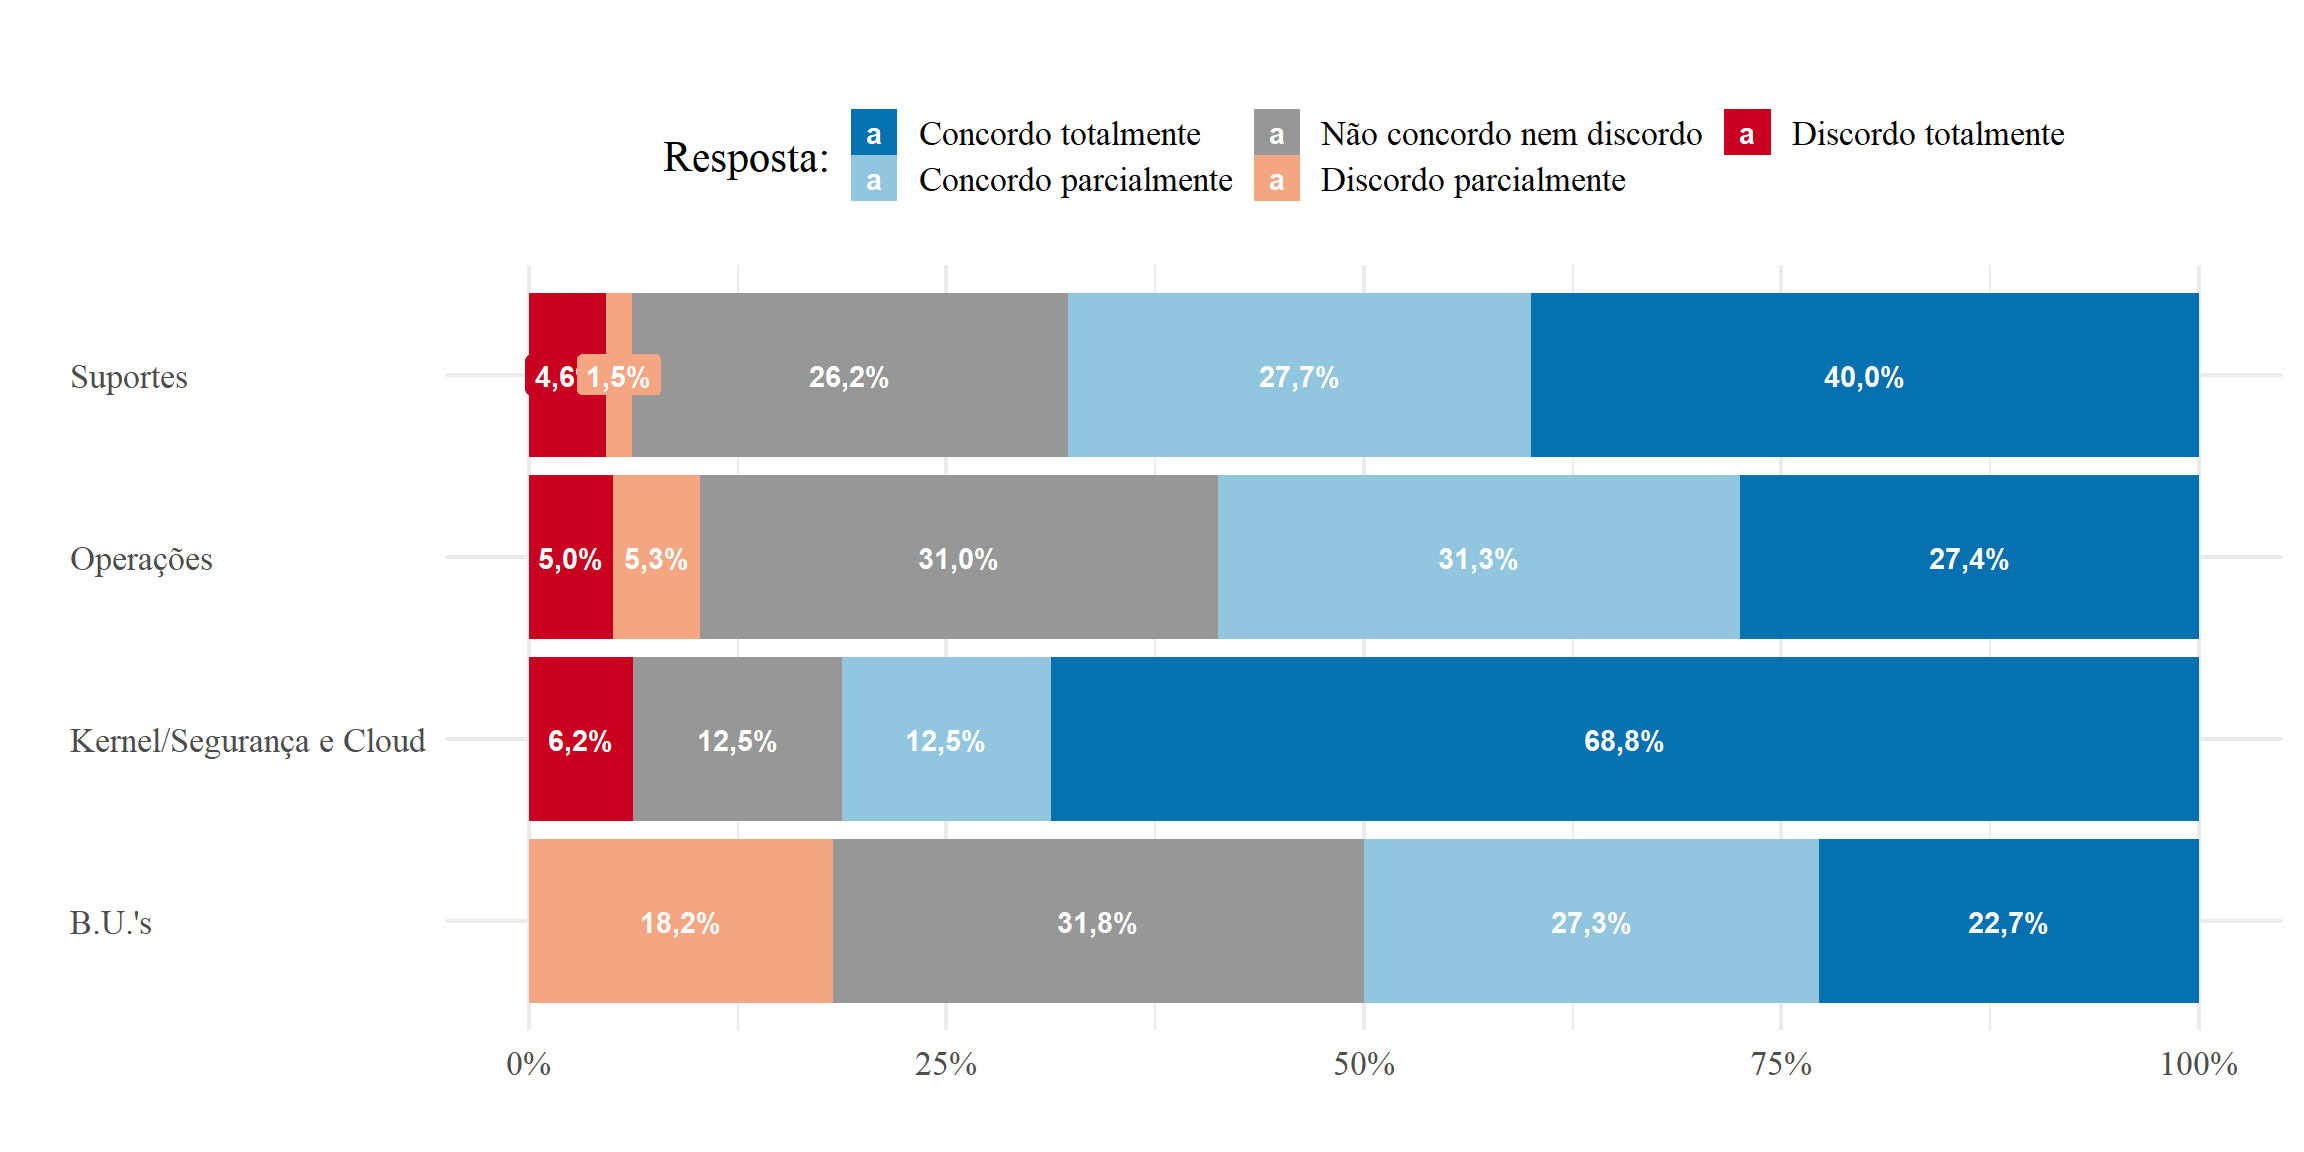 Resposta:
a Concordo totalmente a Não concordo nem discordo a Discordo totalmente
a Concordo parcialmente a Discordo parcialmente
Suportes 4,6 1,5% 26,2% 27,7% 40,0%
Operações 5,0% 5,3% 31,0% 31,3% 27,4%
Kernel/Segurança e Cloud 6,2% 12,5% 12,5% 68,8%
B.U.'s 18,2% 31,8% 27,3% 22,7%
0% 25% 50% 75% 100%